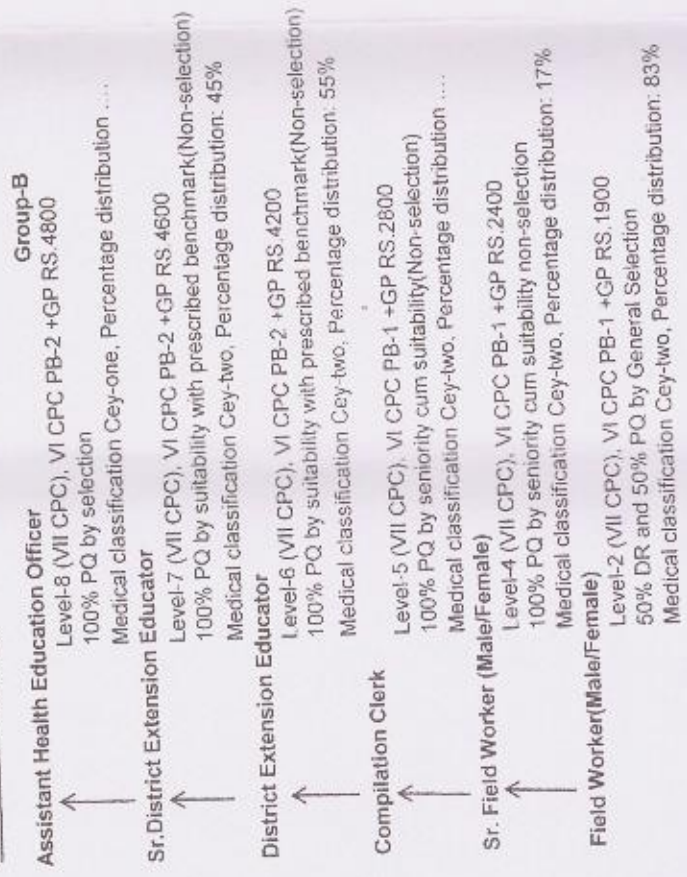 Group-B
Assistant Health Education Officer
Level-8 (VII CPC), VI CPC PB-2 +GP RS.4800
100% PQ by selection
Medical classification Cey-one, Percentage distribution ....
Sr.District Extension Educator
Level-7 (VII CPC), VI CPC PB-2 +GP RS.4600
100% PQ by suitability with prescribed benchmark(Non-selection)
Medical classification Cey-two, Percentage distribution: 45%
District Extension Educator
Level-6 (VII CPC), VI CPC PB-2 +GP RS.4200
100% PQ by suitability with prescribed benchmark(Non-selection)
Medical classification Cey-two, Percentage distribution: 55%
Compilation Clerk
Level-5 (VII CPC), VI CPC PB-1 +GP RS.2800
100% PQ by seniority cum suitability(Non-selection)
Medical classification Cey-two, Percentage distribution ....
Sr. Field Worker (Male/Female)
Level-4 (VII CPC), VI CPC PB-1 +GP RS.2400
100% PQ by seniority cum suitability non-selection
Medical classification Cey-two, Percentage distribution: 17%
Field Worker(Male/Female)
Level-2 (VII CPC), VI CPC PB-1 +GP RS.1900
50% DR and 50% PQ by General Selection
Medical classification Cey-two, Percentage distribution: 83%